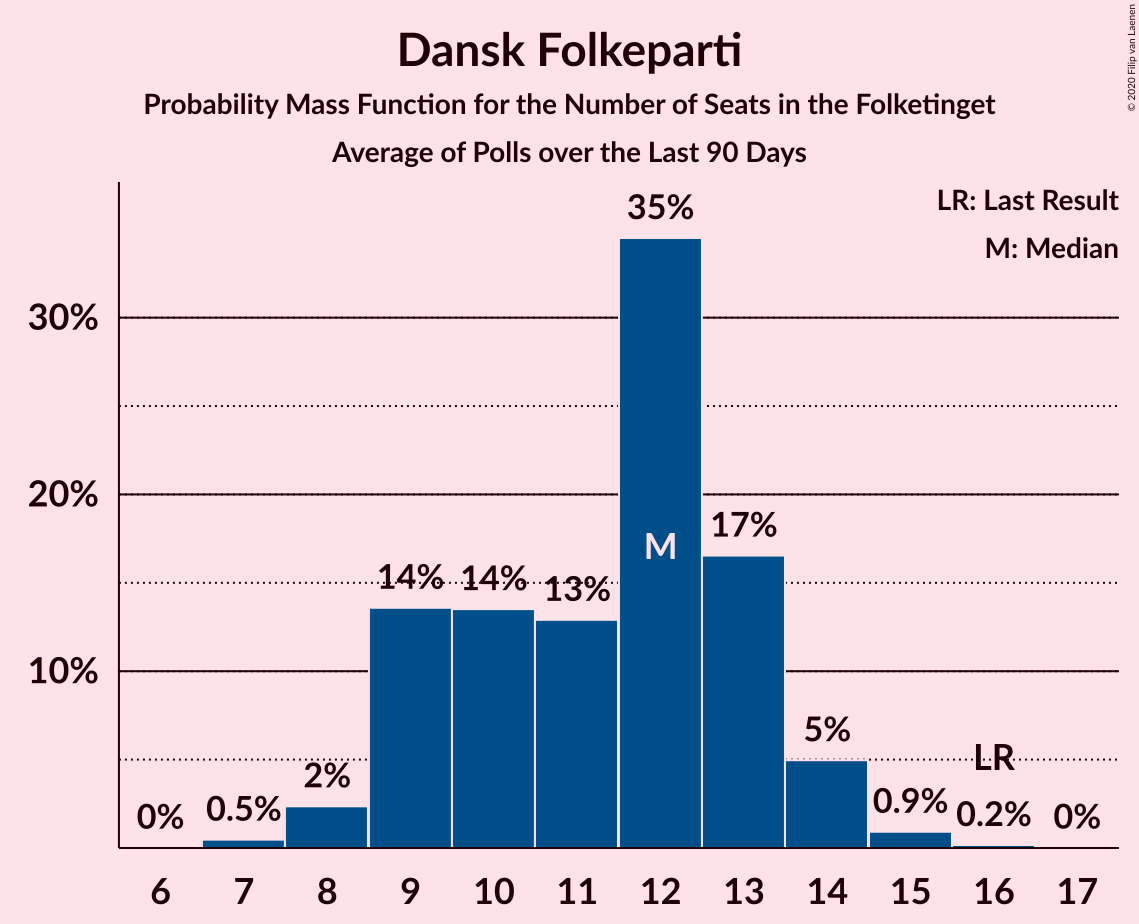 Dansk Folkeparti
Probability Mass Function for the Number of Seats in the Folketinget
Average of Polls over the Last 90 Days
© 2020 Filip van Laenen
LR: Last Result
M: Median
30%
20%
10%
0%
0.5%
2%
14%
14%
13%
35%
M
17%
5%
0.9%
LR
0.2%
0%
6 7 8 9 10 11 12 13 14 15 16 17